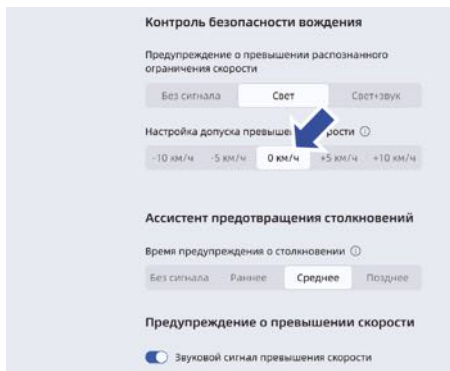 Контроль безопасности вождения
Предупреждение о превышении распознанного
ограничения скорости
Без сигнала Свет Свет+звук
Настройка допуска превыше рости
-10 км/ч -5 км/ч 0 км/ч +5 км/ч +10 км/ч
Ассистент предотвращения столкновений
Время предупреждения о столкновении
Без сигнала Раннее Среднее Позднее
Предупреждение о превышении скорости
Звуковой сигнал превышения скорости